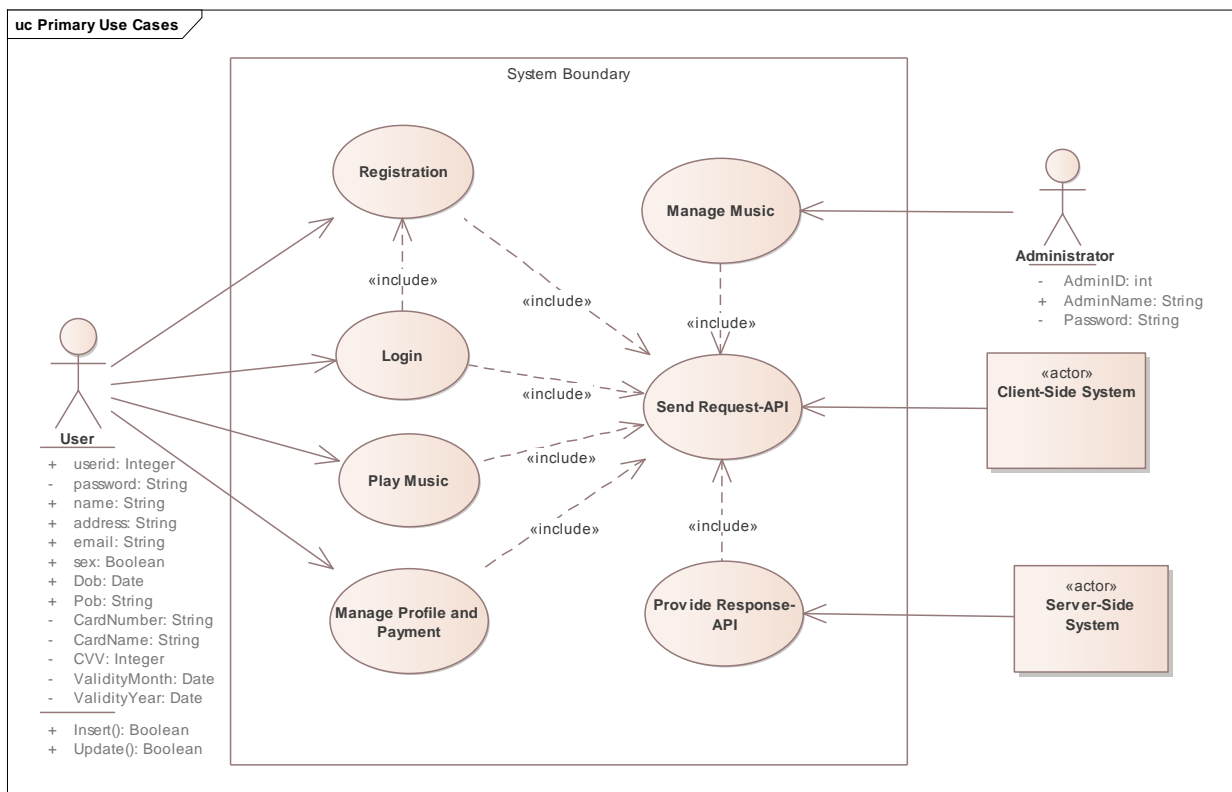 uc Primary Use Cases
System Boundary
Registration
Manage Music
Administrator
- AdminID: int
+ AdminName: String
- Password: String
«include»
«include»
«include»
Login
«include»
Send Request-API
«actor»
Client-Side System
User
+ userid: Integer
- password: String
+ name: String
+ address: String
+ email: String
+ sex: Boolean
+ Dob: Date
+ Pob: String
- CardNumber: String
- CardName: String
- CVV: Integer
- ValidityMonth: Date
- ValidityYear: Date
+ Insert(): Boolean
+ Update(): Boolean
Play Music
«include»
«include»
«include»
Manage Profile and
Payment
Provide Response-
API
«actor»
Server-Side
System